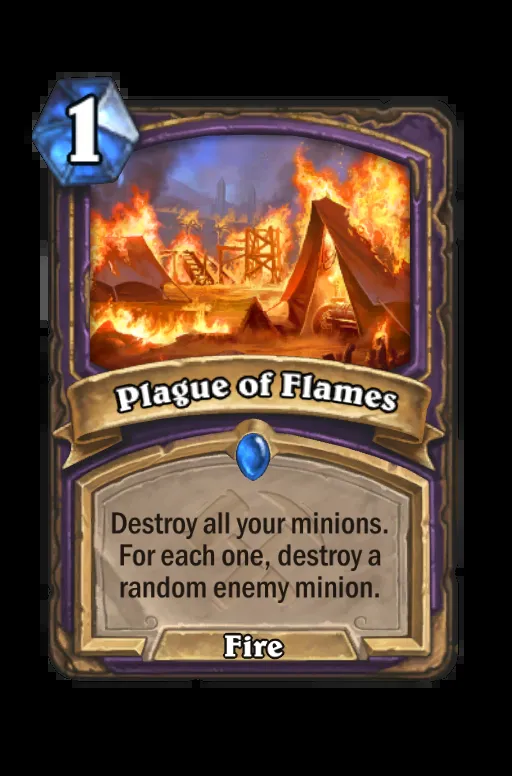 1
Plague of Flames
Destroy all your minions.
For each one, destroy a
random enemy minion.
Fire